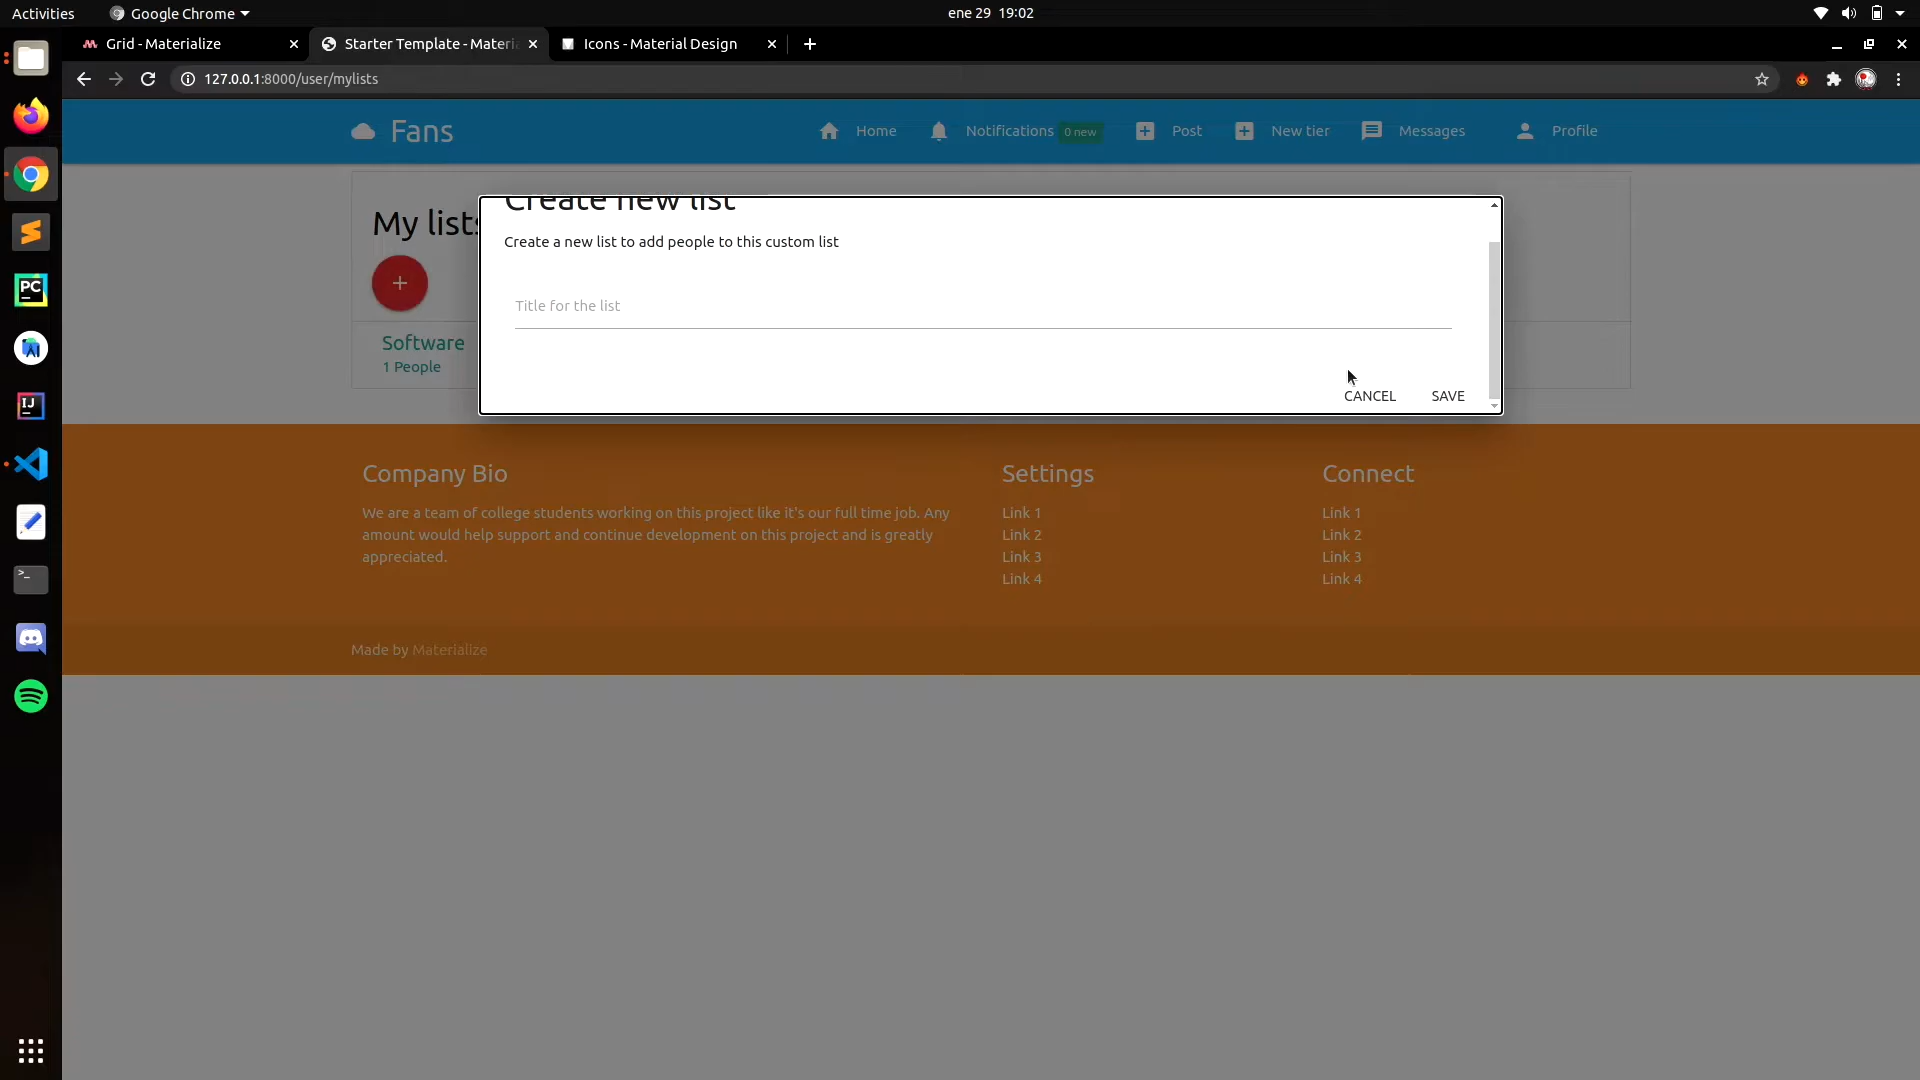 Activities
Google Chrome
ene 29 19:02
Grid - Materialize
Starter Template - Materi
Icons - Material Design
127.0.0.1:8000/user/mylists
Fans
Home
Notifications 0 new
Post
New tier
Messages
Profile
My lists
Create new list
Create a new list to add people to this custom list
Title for the list
CANCEL
SAVE
Software
1 People
Company Bio
We are a team of college students working on this project like it's our full time job. Any
amount would help support and continue development on this project and is greatly
appreciated.
Settings
Link 1
Link 2
Link 3
Link 4
Connect
Link 1
Link 2
Link 3
Link 4
Made by Materialize
PC
IJ